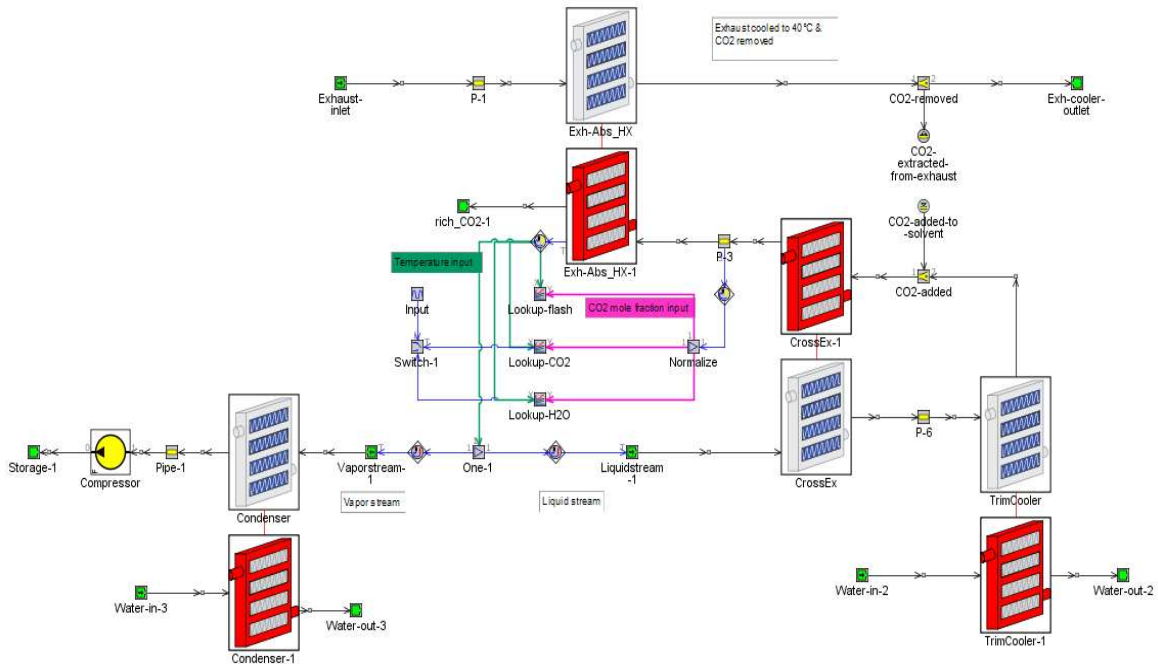 Exhaust cooled to 40°C &
CO2 removed
Exhaust-
inlet
P-1
Exh-Abs_HX
1
2
CO2-removed
Exh-cooler-
outlet
CO2-
extracted-
from-exhaust
CO2-added-to
-solvent
rich_CO2-1
Exh-Abs_HX-1
T
P-3
CrossEx-1
CO2-added
Temperature input
Input
Lookup-flash
CO2 mole fraction input
Switch-1
Lookup-CO2
Normalize
Lookup-H2O
CrossEx
P-6
TrimCooler
Storage-1
Compressor
Pipe-1
Condenser
Vaporstream-
1
One-1
Liquidstream
-1
Vapor stream
Liquid stream
Water-in-3
Water-out-3
Condenser-1
Water-in-2
Water-out-2
TrimCooler-1